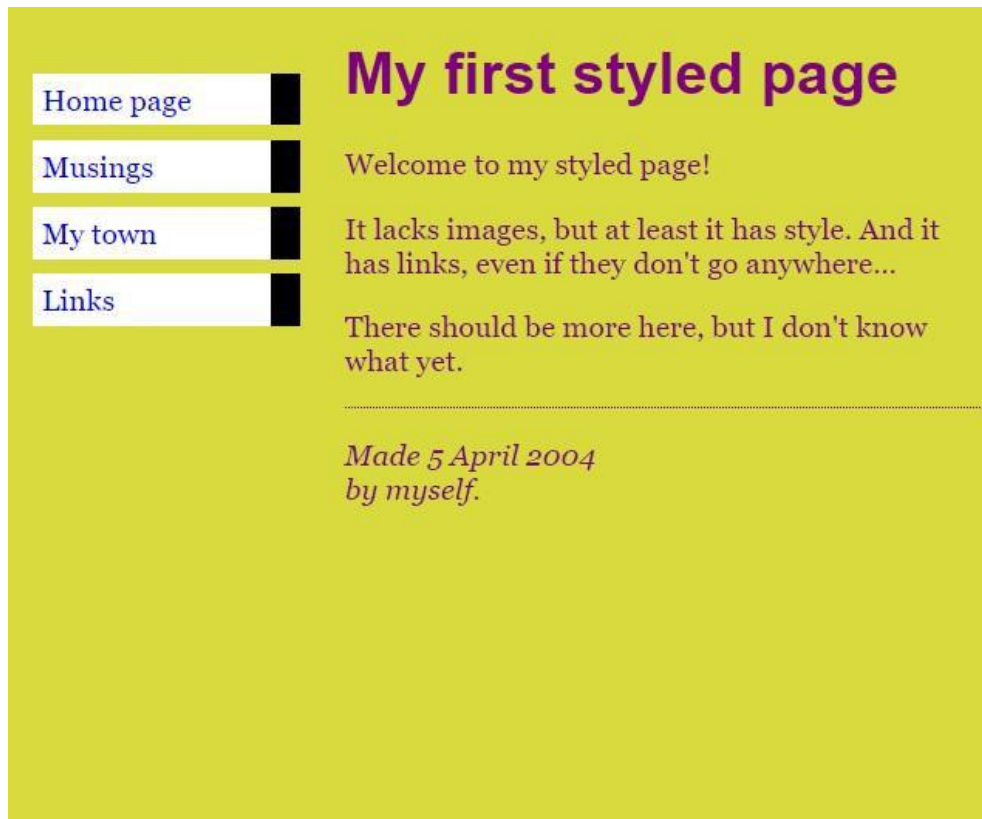 Home page
Musings
My town
Links
My first styled page
Welcome to my styled page!
It lacks images, but at least it has style. And it
has links, even if they don't go anywhere...
There should be more here, but I don't know
what yet.
Made 5 April 2004
by myself.